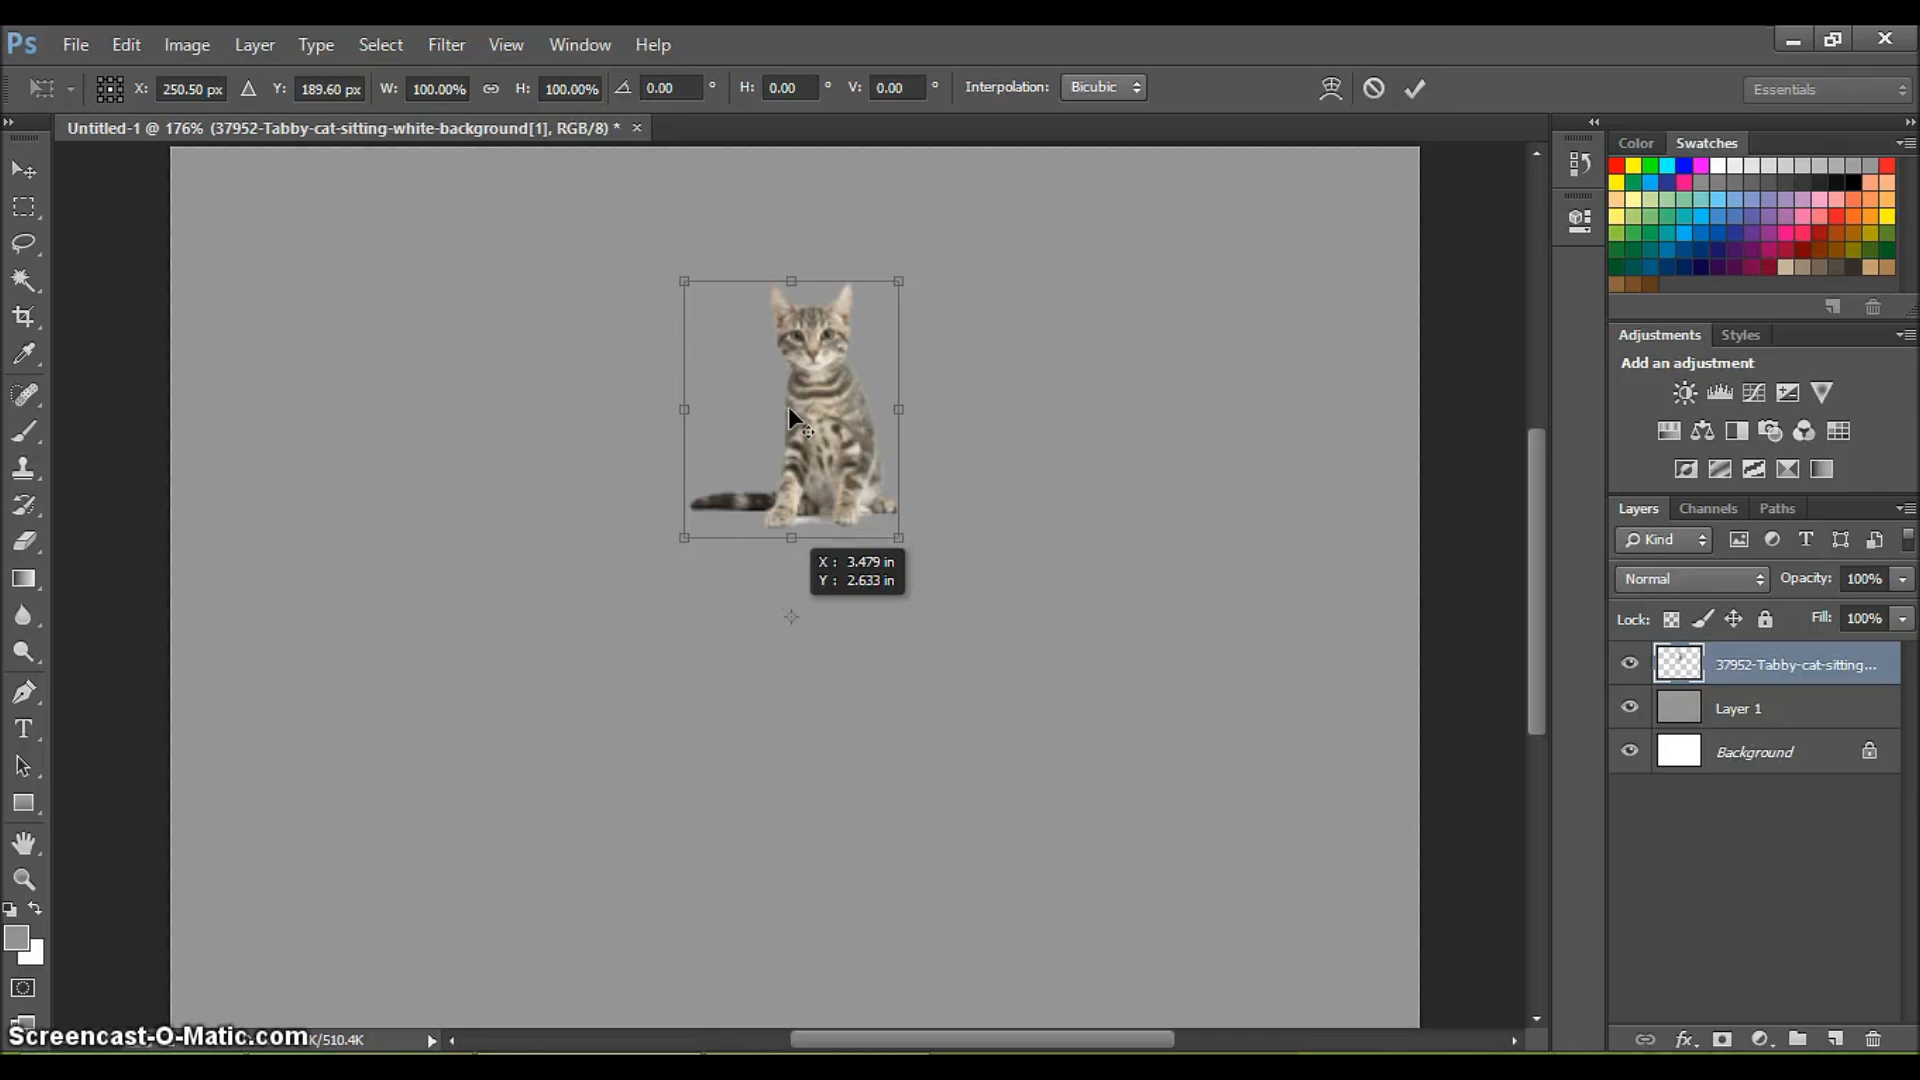 Ps File Edit Image Layer Type Select Filter View Window Help
X: 250.50 px Y: 189.60 px W: 100.00% H: 100.00% 0.00 ° H: 0.00 ° V: 0.00 ° Interpolation: Bicubic Essentials
Untitled-1 @ 176% (37952-Tabby-cat-sitting-white-background[1], RGB/8) * ×
Color Swatches
Adjustments Styles
Add an adjustment
X : 3.479 in
Y : 2.633 in
Layers Channels Paths
Kind
Normal Opacity: 100%
Lock: Fill: 100%
37952-Tabby-cat-sitting...
Layer 1
Background
Screencast-O-Matic.com K/510.4K